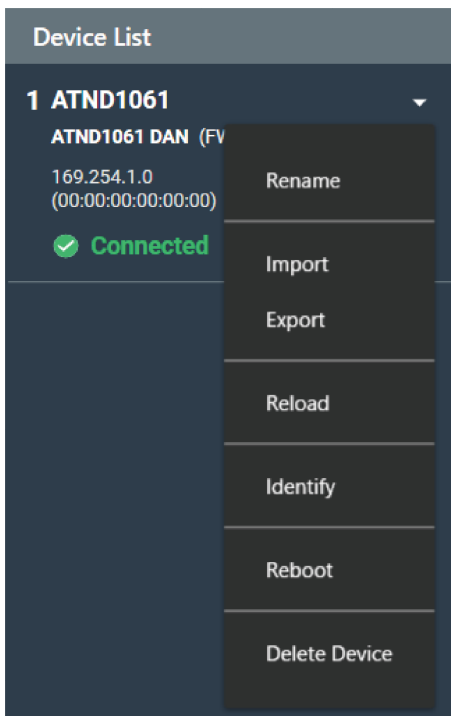 Device List
1 ATND1061
ATND1061 DAN (FW
169.254.1.0
(00:00:00:00:00:00)
Connected
Rename
Import
Export
Reload
Identify
Reboot
Delete Device